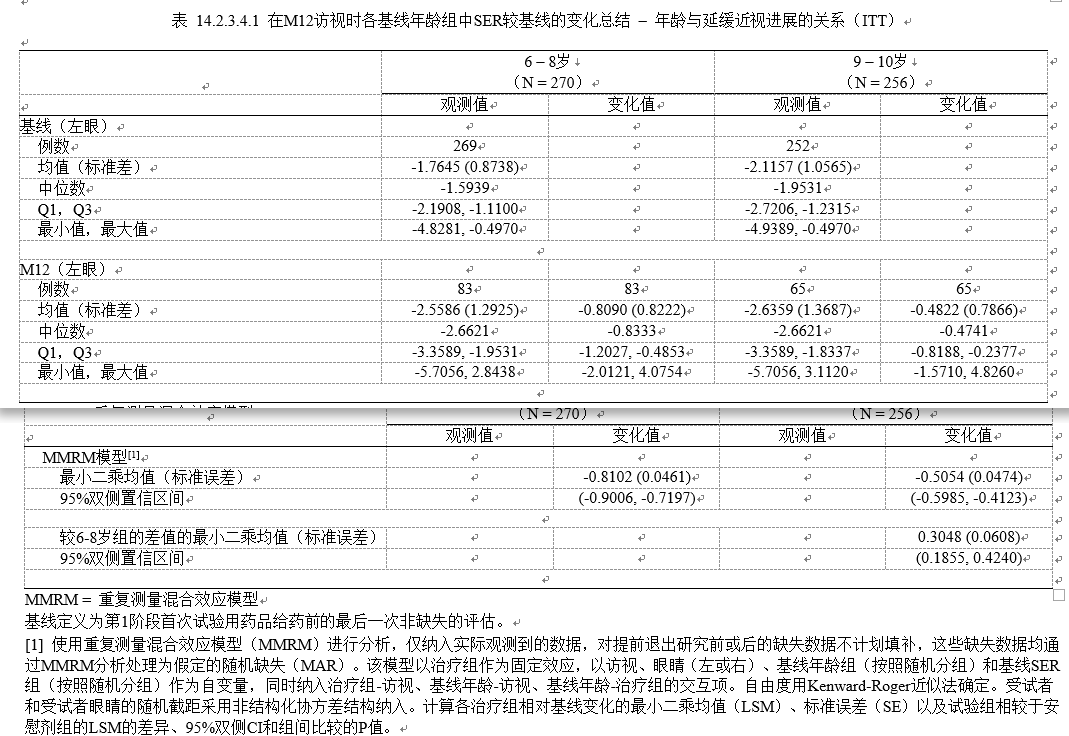 表 14.2.3.4.1 在M12访视时各基线年龄组中SER较基线的变化总结 – 年龄与延缓近视进展的关系（ITT）
6 – 8岁 9 – 10岁
（N = 270） （N = 256）
观测值 变化值 观测值 变化值
基线（左眼）
例数 269 252
均值（标准差） -1.7645 (0.8738) -2.1157 (1.0565)
中位数 -1.5939 -1.9531
Q1，Q3 -2.1908, -1.1100 -2.7206, -1.2315
最小值，最大值 -4.8281, -0.4970 -4.9389, -0.4970
M12（左眼）
例数 83 83 65 65
均值（标准差） -2.5586 (1.2925) -0.8090 (0.8222) -2.6359 (1.3687) -0.4822 (0.7866)
中位数 -2.6621 -0.8333 -2.6621 -0.4741
Q1，Q3 -3.3589, -1.9531 -1.2027, -0.4853 -3.3589, -1.8337 -0.8188, -0.2377
最小值，最大值 -5.7056, 2.8438 -2.0121, 4.0754 -5.7056, 3.1120 -1.5710, 4.8260
（N = 270） （N = 256）
观测值 变化值 观测值 变化值
MMRM模型[1]
最小二乘均值（标准误差） -0.8102 (0.0461) -0.5054 (0.0474)
95%双侧置信区间 (-0.9006, -0.7197) (-0.5985, -0.4123)
较6-8岁组的差值的最小二乘均值（标准误差） 0.3048 (0.0608)
95%双侧置信区间 (0.1855, 0.4240)
MMRM = 重复测量混合效应模型
基线定义为第1阶段首次试验用药品给药前的最后一次非缺失的评估。
[1] 使用重复测量混合效应模型（MMRM）进行分析，仅纳入实际观测到的数据，对提前退出研究前或后的缺失数据不计划填补，这些缺失数据均通
过MMRM分析处理为假定的随机缺失（MAR）。该模型以治疗组作为固定效应，以访视、眼睛（左或右）、基线年龄组（按照随机分组）和基线SER
组（按照随机分组）作为自变量，同时纳入治疗组-访视、基线年龄-访视、基线年龄-治疗组的交互项。自由度用Kenward-Roger近似法确定。受试者
和受试者眼睛的随机截距采用非结构化协方差结构纳入。计算各治疗组相对基线变化的最小二乘均值（LSM）、标准误差（SE）以及试验组相较于安
慰剂组的LSM的差异、95%双侧CI和组间比较的P值。